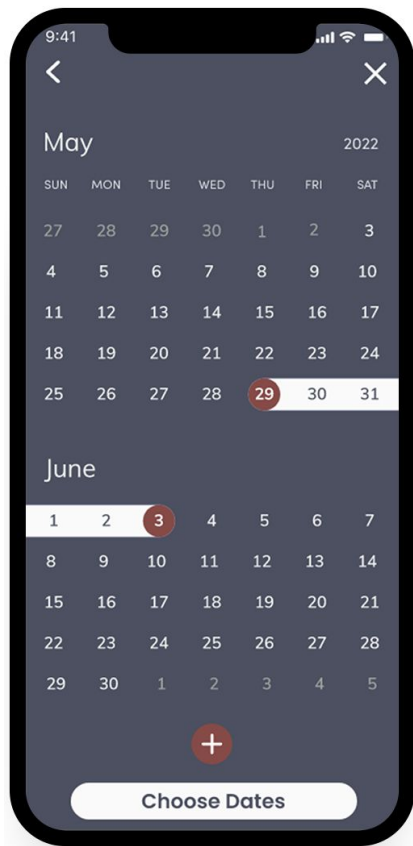 9:41
May 2022
SUN MON TUE WED THU FRI SAT
27 28 29 30 1 2 3
4 5 6 7 8 9 10
11 12 13 14 15 16 17
18 19 20 21 22 23 24
25 26 27 28 29 30 31
June
1 2 3 4 5 6 7
8 9 10 11 12 13 14
15 16 17 18 19 20 21
22 23 24 25 26 27 28
29 30 1 2 3 4 5
+
Choose Dates